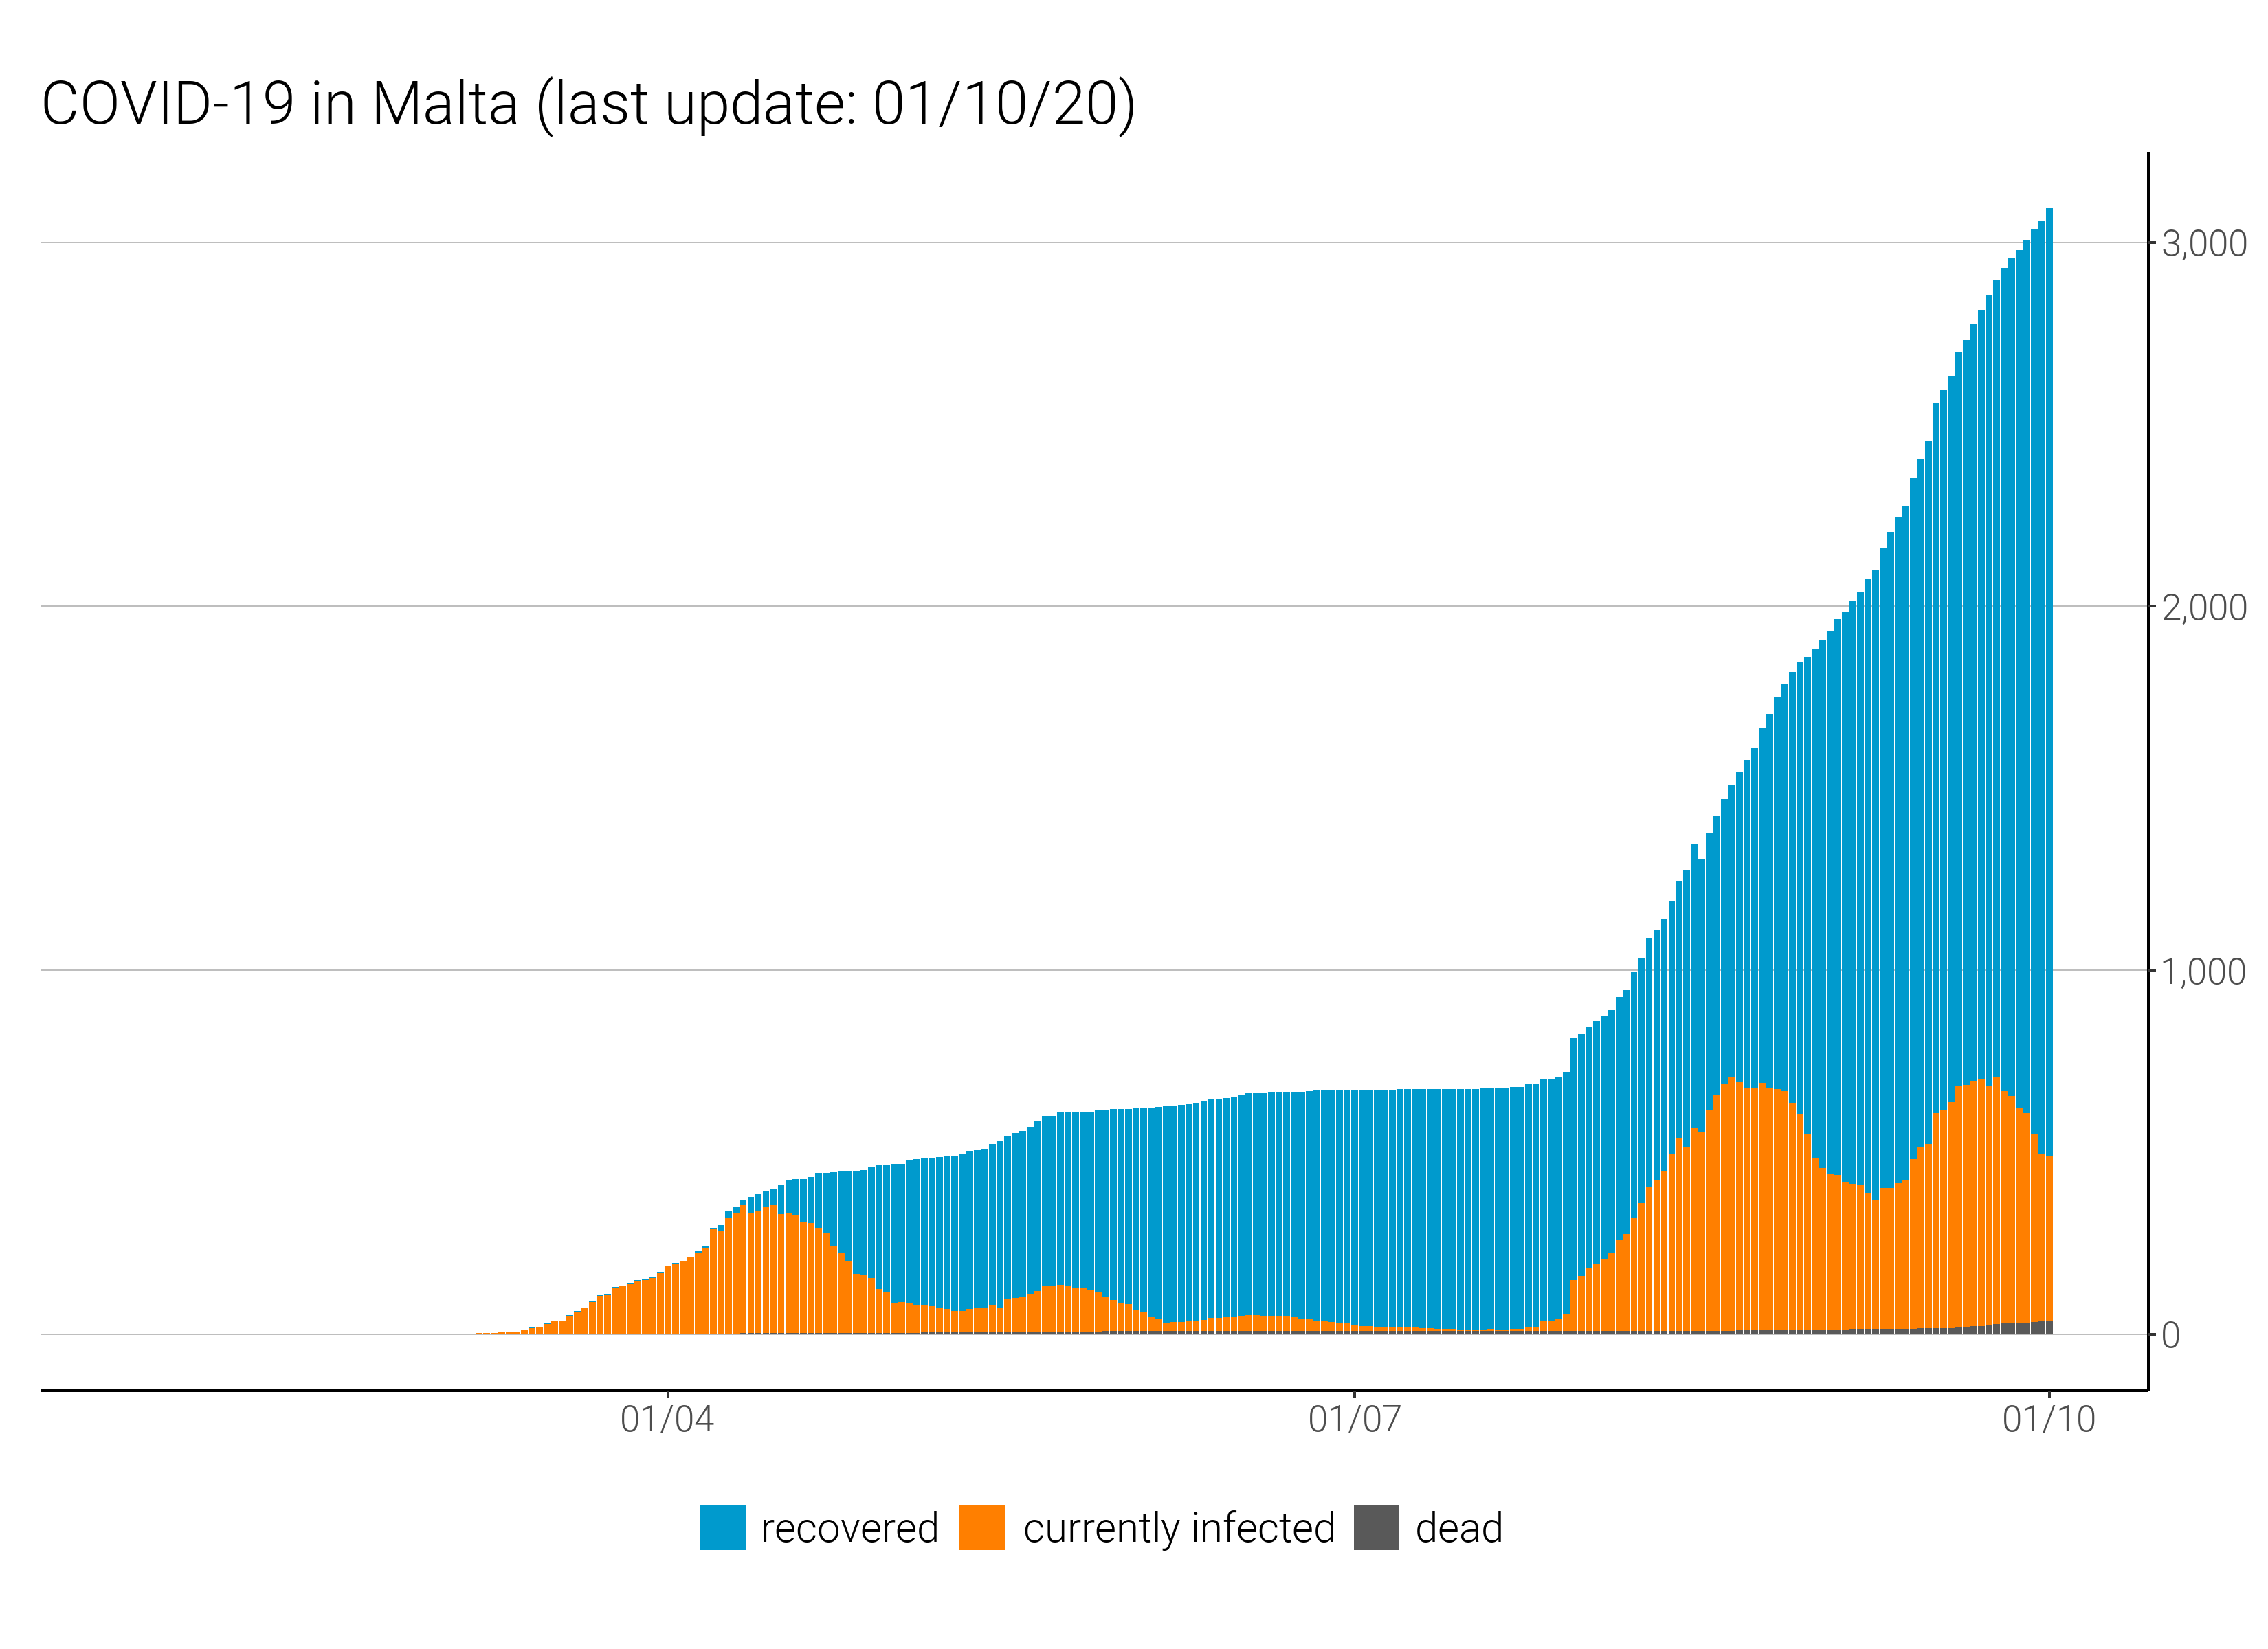 COVID-19 in Malta (last update: 01/10/20)
3,000
2,000
1,000
0
01/04 01/07 01/10
recovered currently infected dead